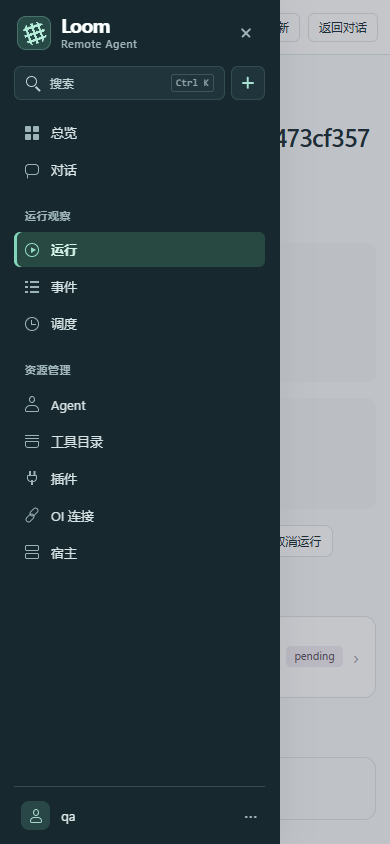 Loom
Remote Agent
新
返回对话
搜索
Ctrl K
总览
473cf357
对话
运行观察
运行
事件
调度
资源管理
Agent
工具目录
插件
OI 连接
取消运行
宿主
pending
qa